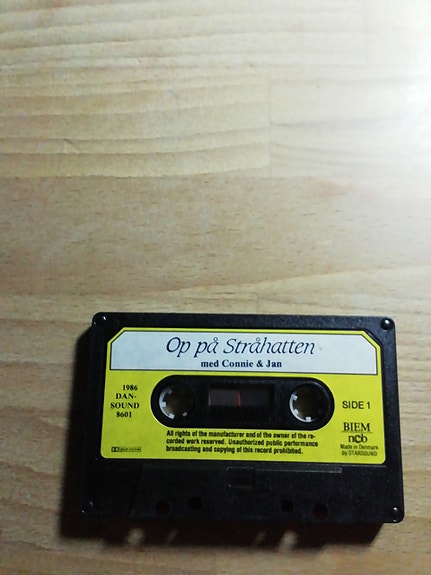 Op på Stråhatten
med Connie & Jan
1986
DAN-
SOUND
8601
SIDE 1
All rights of the manufacturer and of the owner of the re-
corded work reserved. Unauthorized public performance
broadcasting and copying of this record prohibited.
BIEM
ncb
Made in Denmark
by STARSOUND